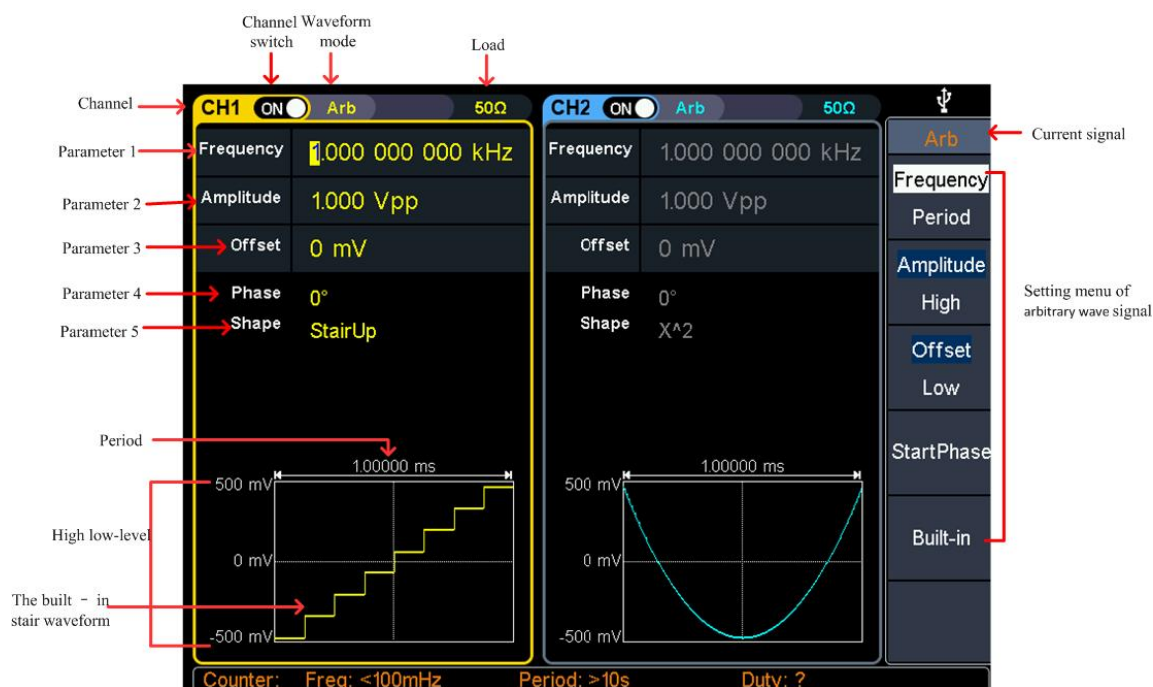 Channel Waveform
switch mode
Load
Channel
CH1 ON Arb 50Ω
CH2 ON Arb 50Ω
Arb
Current signal
Parameter 1
Frequency 1.000 000 000 kHz
Frequency 1.000 000 000 kHz
Frequency
Period
Parameter 2
Amplitude 1.000 Vpp
Amplitude 1.000 Vpp
Parameter 3
Offset 0 mV
Offset 0 mV
Amplitude
High
Parameter 4
Phase 0°
Phase 0°
Setting menu of
arbitrary wave signal
Parameter 5
Shape StairUp
Shape X^2
Offset
Low
StartPhase
Built-in
Period
1.00000 ms
500 mV
0 mV
-500 mV
1.00000 ms
500 mV
0 mV
-500 mV
High low-level
The built - in
stair waveform
Counter: Freq: <100mHz Period: >10s Duty: ?